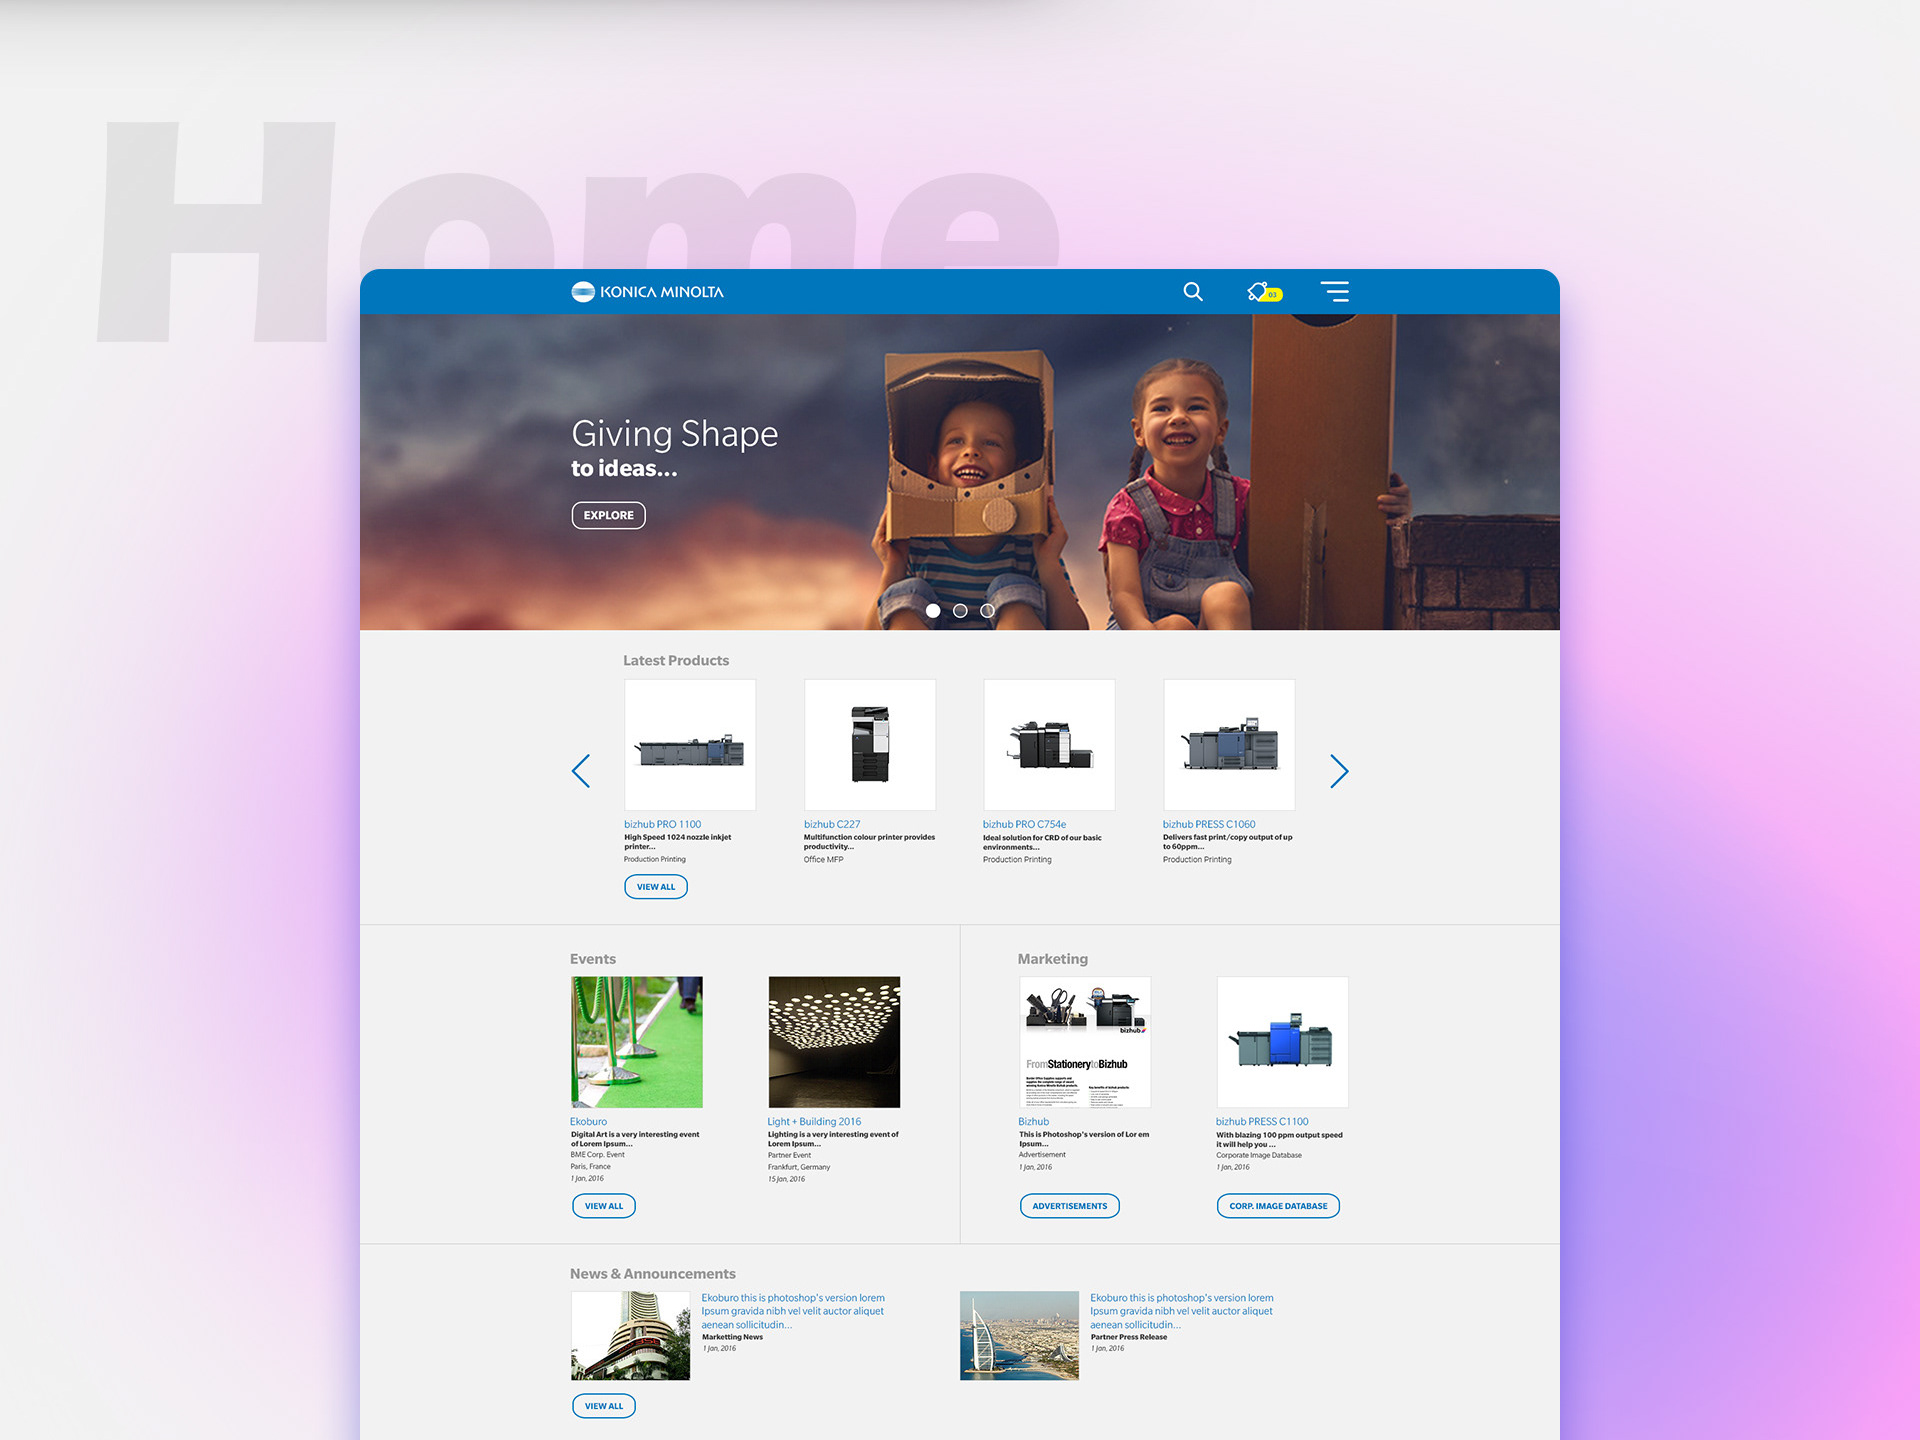 Home
KONICA MINOLTA
03
Giving Shape
to ideas...
EXPLORE
Latest Products
bizhub PRO 1100
High Speed 1024 nozzle inkjet
printer...
Production Printing
bizhub C227
Multifunction colour printer provides
productivity...
Office MFP
bizhub PRO C754e
Ideal solution for CRD of our basic
environments...
Production Printing
bizhub PRESS C1060
Delivers fast print/copy output of up
to 60ppm...
Production Printing
VIEW ALL
Events
Ekoburo
Digital Art is a very interesting event
of Lorem Ipsum...
BME Corp. Event
Paris, France
1 Jan, 2016
Light + Building 2016
Lighting is a very interesting event of
Lorem Ipsum...
Partner Event
Frankfurt, Germany
15 Jan, 2016
VIEW ALL
Marketing
bizhub
From Stationery to Bizhub
Key benefits of bizhub products
Bizhub
This is Photoshop's version of Lor em
Ipsum...
Advertisement
1 Jan, 2016
ADVERTISEMENTS
bizhub PRESS C1100
With blazing 100 ppm output speed
it will help you ...
Corporate Image Database
1 Jan, 2016
CORP. IMAGE DATABASE
News & Announcements
Ekoburo this is photoshop's version lorem
Ipsum gravida nibh vel velit auctor aliquet
aenean sollicitudin...
Marketting News
1 Jan, 2016
Ekoburo this is photoshop's version lorem
Ipsum gravida nibh vel velit auctor aliquet
aenean sollicitudin...
Partner Press Release
1 Jan, 2016
VIEW ALL